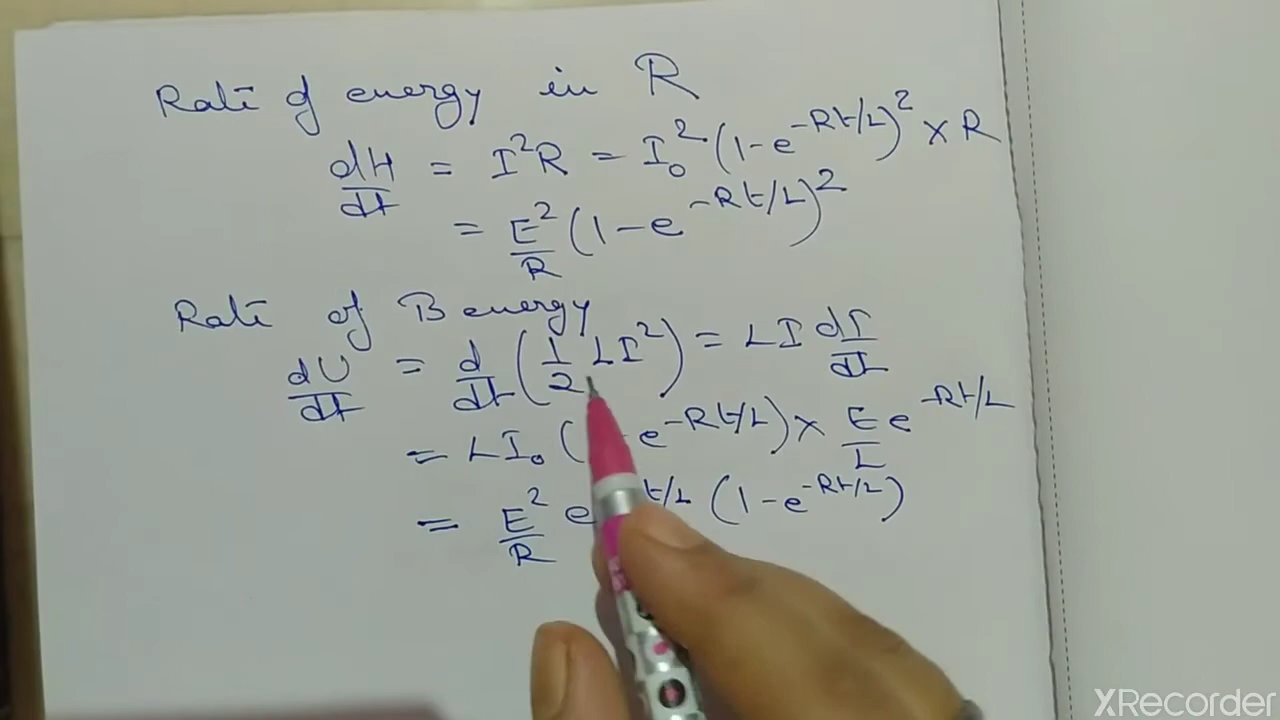 Rate of energy in R
dH/dt = I²R = I₀² (1-e^-Rt/L)² × R
= E²/R (1-e^-Rt/L)²
Rate of B energy
dU/dt = d/dt (1/2 LI²) = LI dI/dt
= LI₀ ( - e^-Rt/L) × E/L e^-Rt/L
= E²/R e t/L (1-e^-Rt/L)
XRecorder